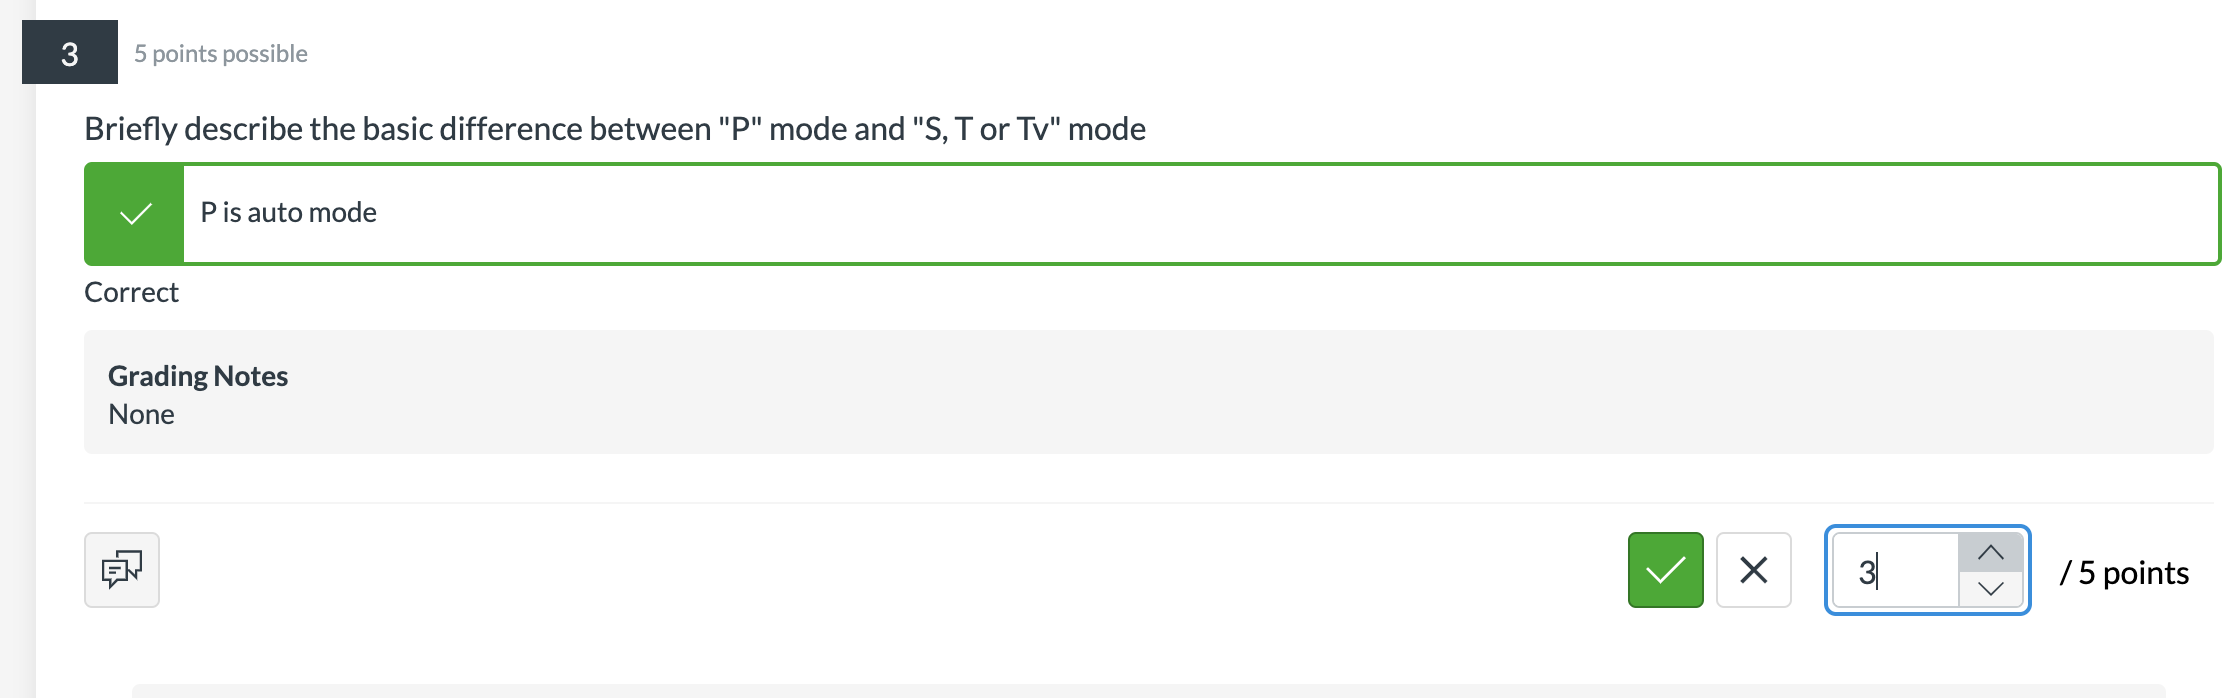 3
5 points possible
Briefly describe the basic difference between "P" mode and "S, T or Tv" mode
P is auto mode
Correct
Grading Notes
None
3 / 5 points